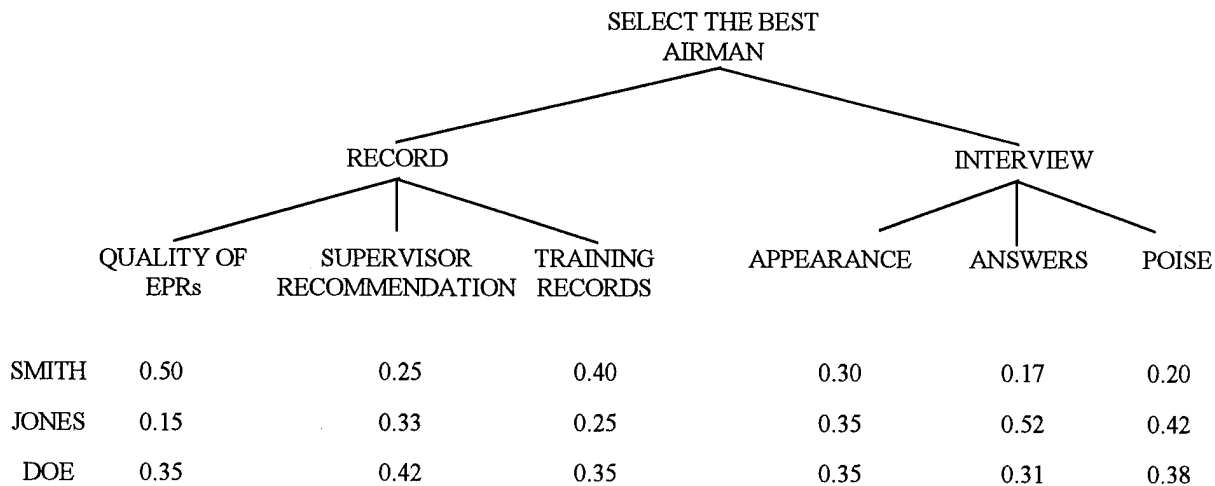 SELECT THE BEST
AIRMAN
RECORD INTERVIEW
QUALITY OF SUPERVISOR TRAINING APPEARANCE ANSWERS POISE
EPRs RECOMMENDATION RECORDS
SMITH 0.50 0.25 0.40 0.30 0.17 0.20
JONES 0.15 0.33 0.25 0.35 0.52 0.42
DOE 0.35 0.42 0.35 0.35 0.31 0.38